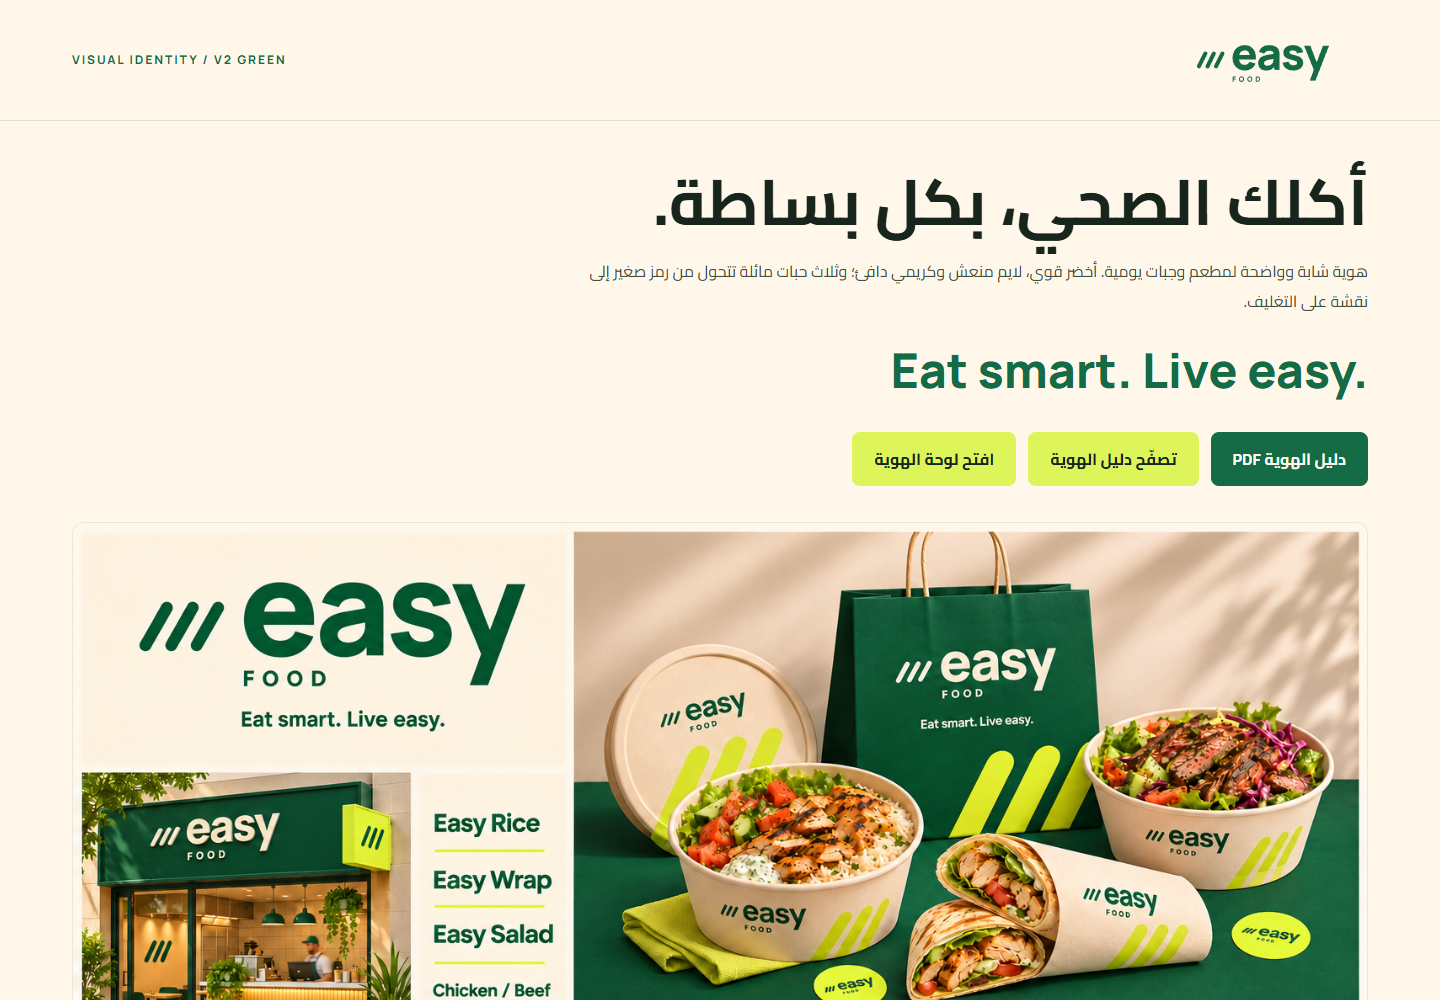 VISUAL IDENTITY / V2 GREEN
easy
FOOD
أكلك الصحي، بكل بساطة.
هوية شابة وواضحة لمطعم وجبات يومية. أخضر قوي، لايم منعش وكريمي دافئ؛ وثلاث حبات مائلة تتحول من رمز صغير إلى
نقشة على التغليف.
Eat smart. Live easy.
دليل الهوية PDF
تصفّح دليل الهوية
افتح لوحة الهوية
easy
FOOD
Eat smart. Live easy.
easy
FOOD
Easy Rice
Easy Wrap
Easy Salad
Chicken / Beef
easy
FOOD
easy
FOOD
Eat smart. Live easy.
easy
FOOD
easy
FOOD
easy
FOOD
easy
FOOD
easy
FOOD